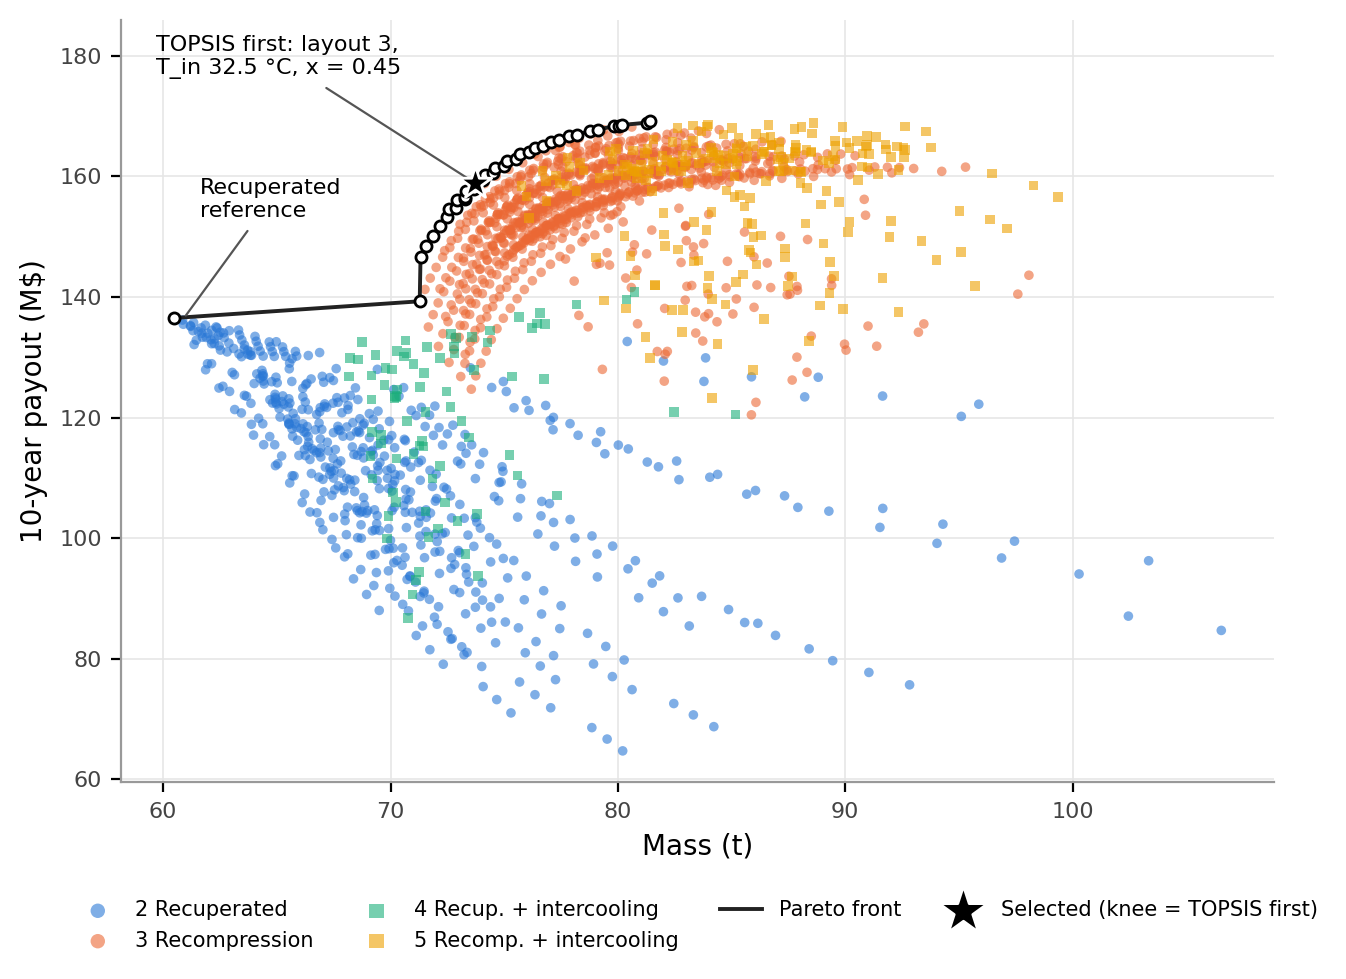 TOPSIS first: layout 3,
T_in 32.5 °C, x = 0.45
Recuperated
reference
10-year payout (M$)
180
160
140
120
100
80
60
60
70
80
90
100
Mass (t)
2 Recuperated
3 Recompression
4 Recup. + intercooling
5 Recomp. + intercooling
Pareto front
Selected (knee = TOPSIS first)